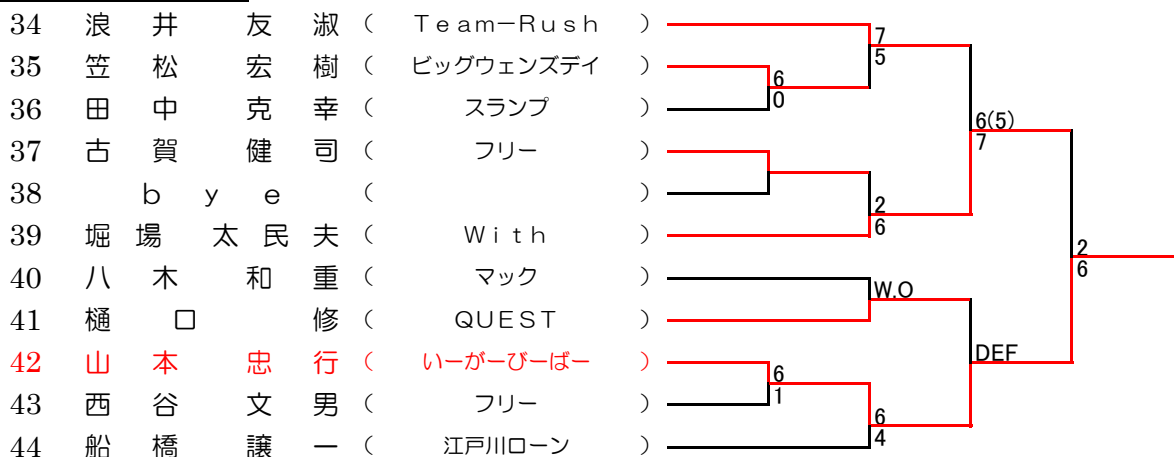 34 浪井 友淑（ Team－Rush ）
7
35 笠松 宏樹（ ビッグウェンズデイ ）
5
6
36 田中 克幸（ スランプ ）
0
6(5)
37 古賀 健司（ フリー ）
7
38 bye （ ）
2
39 堀場 太民夫（ With ）
6
2
40 八木 和重（ マック ）
6
W.O
41 樋口 修（ QUEST ）
42 山本 忠行（ いーがーびーばー ）
DEF
6
43 西谷 文男（ フリー ）
1
6
44 船橋 譲一（ 江戸川ローン ）
4